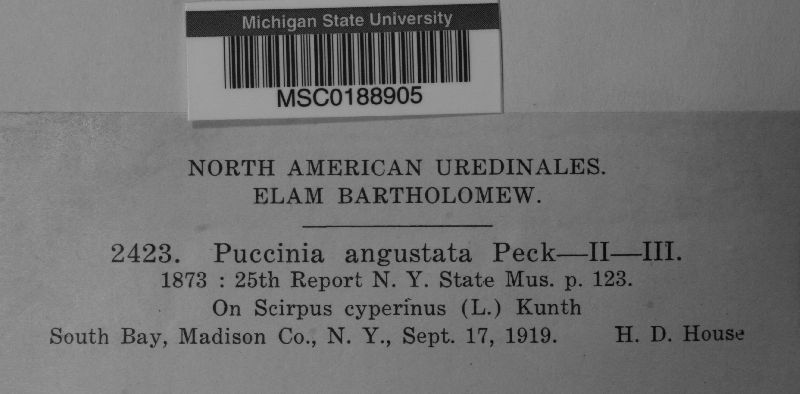 Michigan State University
MSC0188905
NORTH AMERICAN UREDINALES.
ELAM BARTHOLOMEW.
2423. Puccinia angustata Peck—II—III.
1873 : 25th Report N. Y. State Mus. p. 123.
On Scirpus cyperinus (L.) Kunth
South Bay, Madison Co., N. Y., Sept. 17, 1919. H. D. House